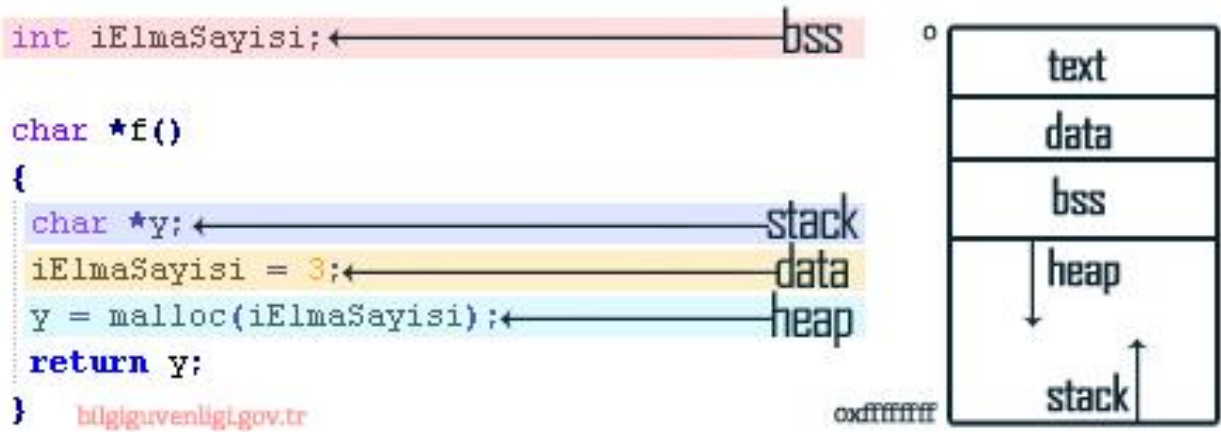 int iElmaSayisi; bss
char *f()
{
char *y; stack
iElmaSayisi = 3; data
y = malloc(iElmaSayisi); heap
return y;
}
bilgiguvenligi.gov.tr
0
text
data
bss
heap
stack
0xffffffff